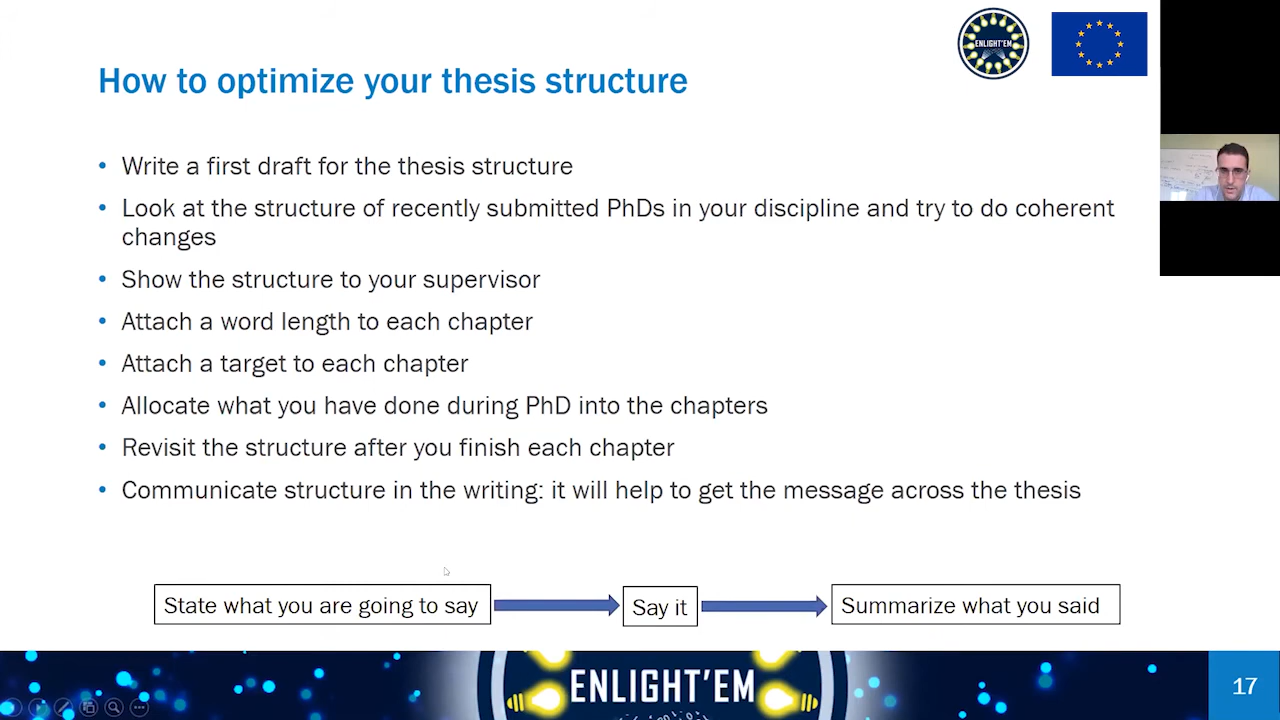 ENLIGHT'EM
How to optimize your thesis structure
• Write a first draft for the thesis structure
• Look at the structure of recently submitted PhDs in your discipline and try to do coherent
changes
• Show the structure to your supervisor
• Attach a word length to each chapter
• Attach a target to each chapter
• Allocate what you have done during PhD into the chapters
• Revisit the structure after you finish each chapter
• Communicate structure in the writing: it will help to get the message across the thesis
State what you are going to say
Say it
Summarize what you said
ENLIGHT'EM
17